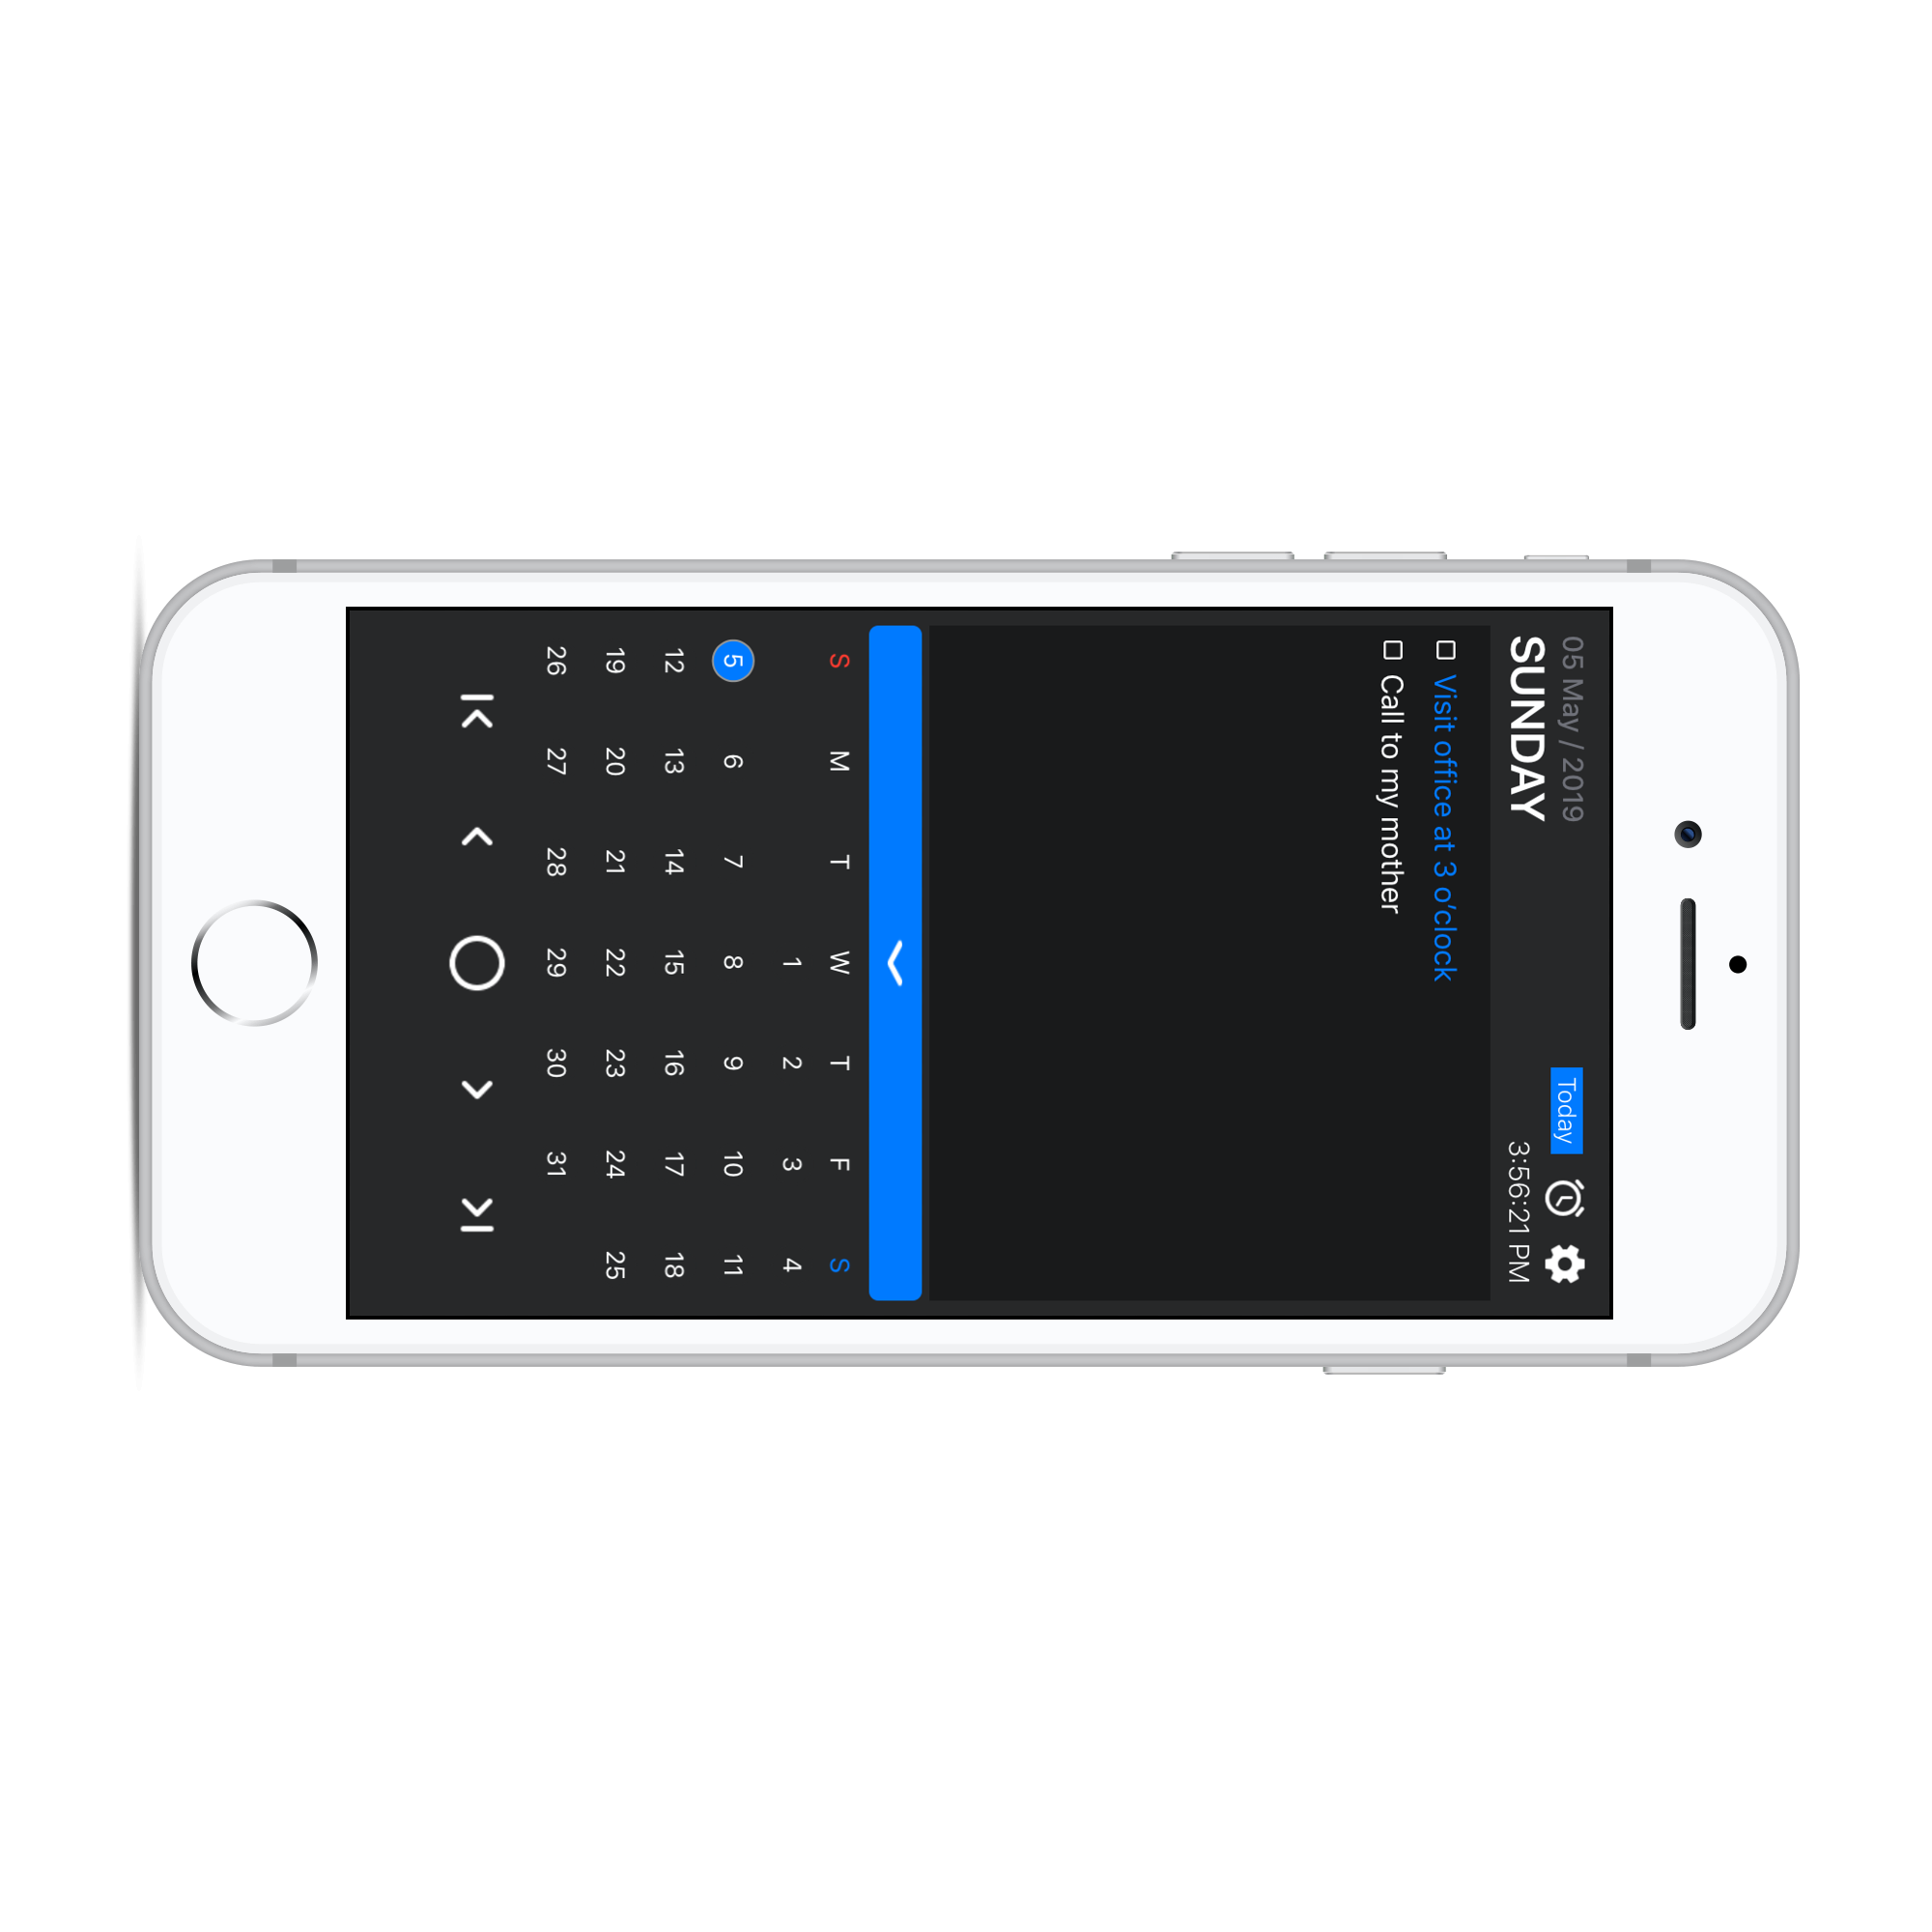 05 May / 2019
Today
SUNDAY
3:56:21 PM
Visit office at 3 o'clock
Call to my mother
S M T W T F S
1 2 3 4
5 6 7 8 9 10 11
12 13 14 15 16 17 18
19 20 21 22 23 24 25
26 27 28 29 30 31